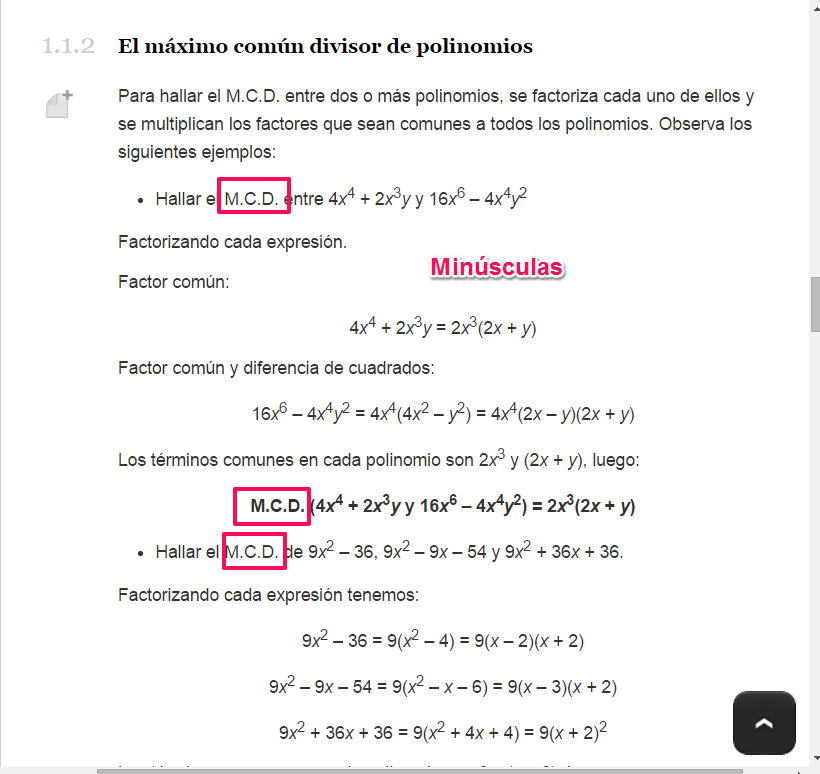 1.1.2 El máximo común divisor de polinomios
Para hallar el M.C.D. entre dos o más polinomios, se factoriza cada uno de ellos y
se multiplican los factores que sean comunes a todos los polinomios. Observa los
siguientes ejemplos:
• Hallar el M.C.D. entre 4x⁴ + 2x³y y 16x⁶ – 4x⁴y²
Factorizando cada expresión.
Minúsculas
Factor común:
4x⁴ + 2x³y = 2x³(2x + y)
Factor común y diferencia de cuadrados:
16x⁶ – 4x⁴y² = 4x⁴(4x² – y²) = 4x⁴(2x – y)(2x + y)
Los términos comunes en cada polinomio son 2x³ y (2x + y), luego:
M.C.D. (4x⁴ + 2x³y y 16x⁶ – 4x⁴y²) = 2x³(2x + y)
• Hallar el M.C.D. de 9x² – 36, 9x² – 9x – 54 y 9x² + 36x + 36.
Factorizando cada expresión tenemos:
9x² – 36 = 9(x² – 4) = 9(x – 2)(x + 2)
9x² – 9x – 54 = 9(x² – x – 6) = 9(x – 3)(x + 2)
9x² + 36x + 36 = 9(x² + 4x + 4) = 9(x + 2)²